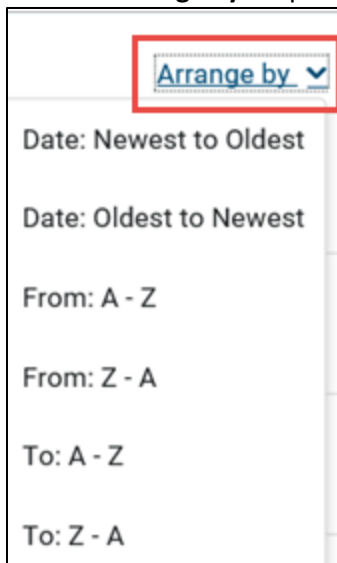 Arrange by
Date: Newest to Oldest
Date: Oldest to Newest
From: A - Z
From: Z - A
To: A - Z
To: Z - A